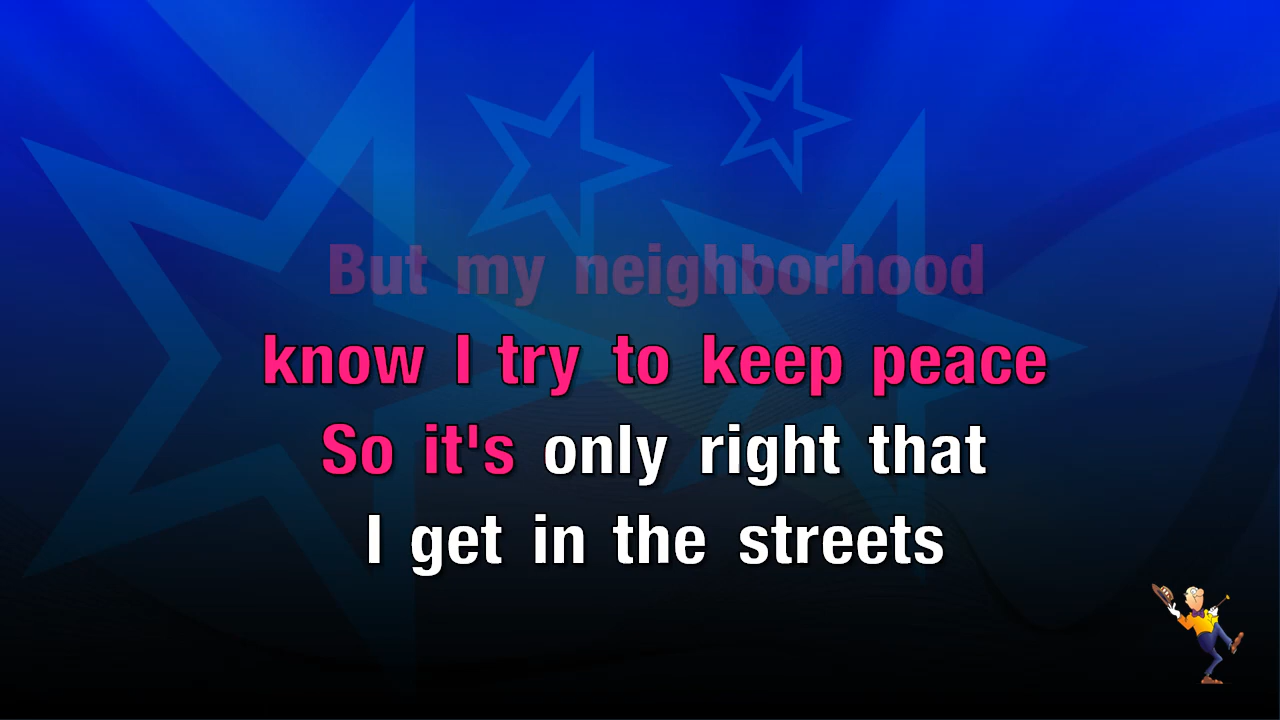 But my neighborhood
know I try to keep peace
So it's only right that
I get in the streets